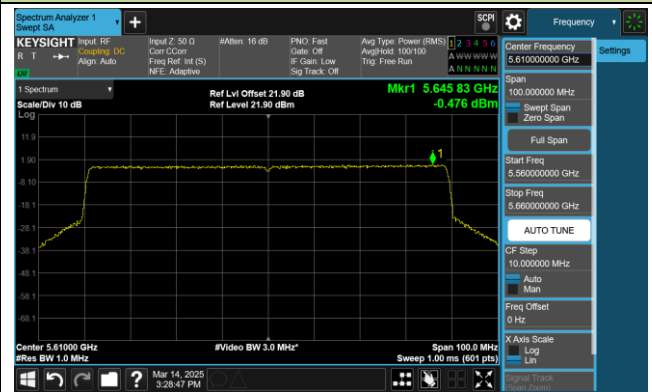 Spectrum Analyzer 1
Swept SA
SCPI
Frequency
KEYSIGHT
R T
LXI
Input: RF
Coupling: DC
Align: Auto
Input Z: 50 Ω
Corr CCorr
Freq Ref: Int (S)
NFE: Adaptive
#Atten: 16 dB
PNO: Fast
Gate: Off
IF Gain: Low
Sig Track: Off
Avg Type: Power (RMS)
Avg|Hold: 100/100
Trig: Free Run
1 2 3 4 5 6
A W W W W W
A N N N N N
Center Frequency
5.610000000 GHz
Settings
1 Spectrum
Scale/Div 10 dB
Log
Ref Lvl Offset 21.90 dB
Ref Level 21.90 dBm
Mkr1 5.645 83 GHz
-0.476 dBm
11.9
1.90
-8.10
-18.1
-28.1
-38.1
-48.1
-58.1
-68.1
1
Center 5.61000 GHz
#Res BW 1.0 MHz
#Video BW 3.0 MHz*
Span 100.0 MHz
Sweep 1.00 ms (601 pts)
Span
100.000000 MHz
Swept Span
Zero Span
Full Span
Start Freq
5.560000000 GHz
Stop Freq
5.660000000 GHz
AUTO TUNE
CF Step
10.000000 MHz
Auto
Man
Freq Offset
0 Hz
X Axis Scale
Log
Lin
Signal Track
(Span Zoom)
Mar 14, 2025
3:28:47 PM